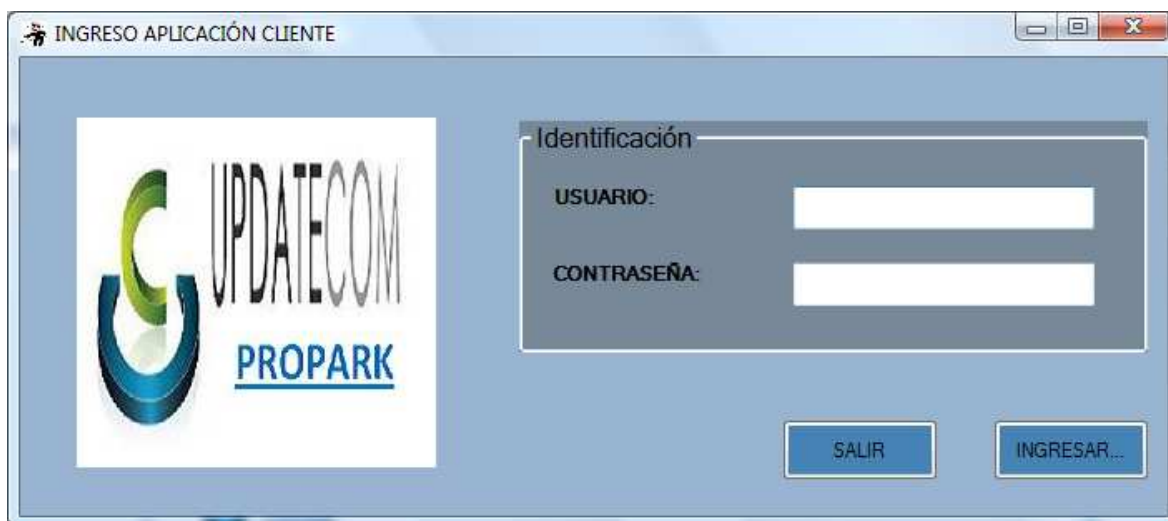 INGRESO APLICACIÓN CLIENTE
UPDATECOM
PROPARK
Identificación
USUARIO:
CONTRASEÑA:
SALIR
INGRESAR...